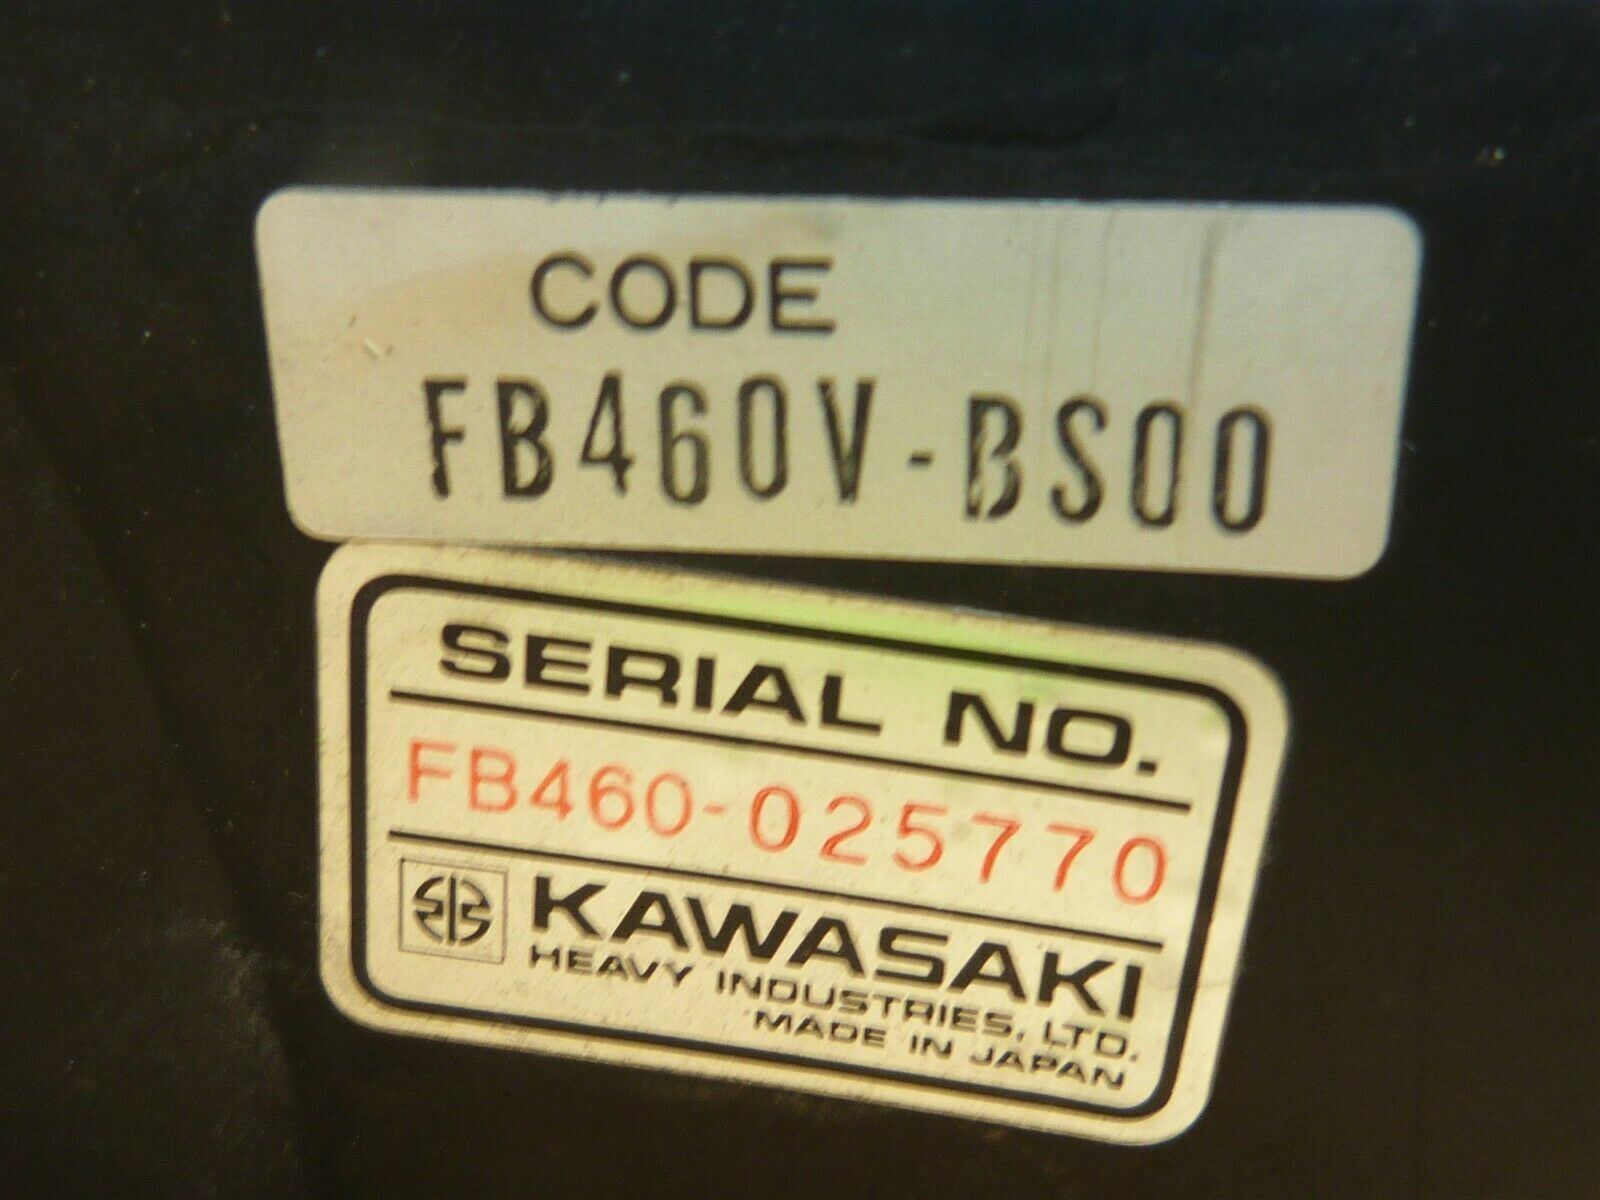 CODE
FB460V-BS00
SERIAL NO.
FB460-025770
KAWASAKI
HEAVY INDUSTRIES, LTD.
MADE IN JAPAN